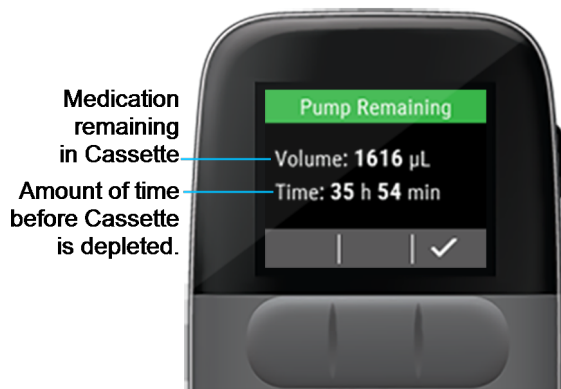 Medication
remaining
in Cassette
Amount of time
before Cassette
is depleted.
Pump Remaining
Volume: 1616 µL
Time: 35 h 54 min